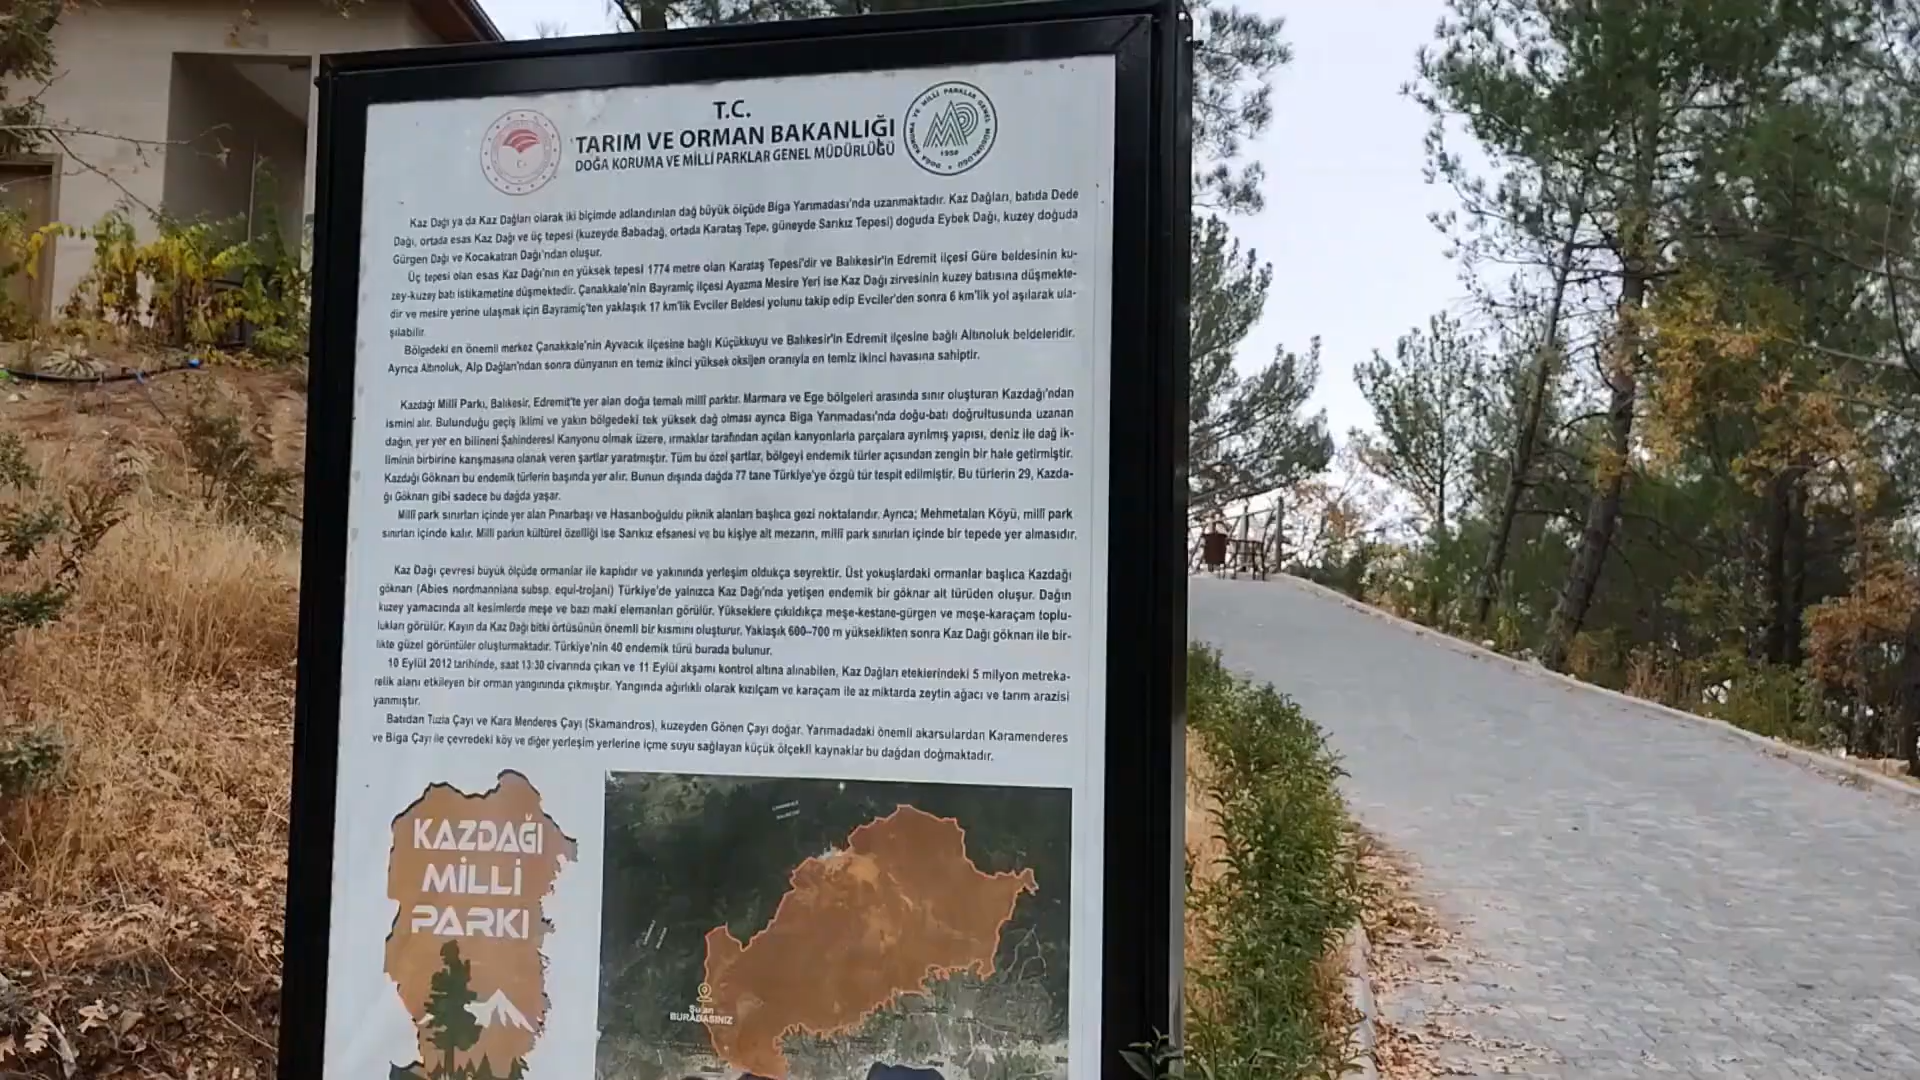 T.C.
TARIM VE ORMAN BAKANLIĞI
DOĞA KORUMA VE MİLLİ PARKLAR GENEL MÜDÜRLÜĞÜ
DOĞA KORUMA VE MİLLİ PARKLAR GENEL MÜDÜRLÜĞÜ
1958
Kaz Dağı ya da Kaz Dağları olarak iki biçimde adlandırılan dağ büyük ölçüde Biga Yarımadası'nda uzanmaktadır. Kaz Dağları, batıda Dede
Dağı, ortada esas Kaz Dağı ve üç tepesi (kuzeyde Babadağ, ortada Karataş Tepe, güneyde Sarıkız Tepesi) doğuda Eybek Dağı, kuzey doğuda
Gürgen Dağı ve Kocakatran Dağı'ndan oluşur.
Üç tepesi olan esas Kaz Dağı'nın en yüksek tepesi 1774 metre olan Karataş Tepesi'dir ve Balıkesir'in Edremit ilçesi Güre beldesinin ku-
zey-kuzey batı istikametine düşmektedir. Çanakkale'nin Bayramiç ilçesi Ayazma Mesire Yeri ise Kaz Dağı zirvesinin kuzey batısına düşmekte-
dir ve mesire yerine ulaşmak için Bayramiç'ten yaklaşık 17 km'lik Evciler Beldesi yolunu takip edip Evciler'den sonra 6 km'lik yol aşılarak ula-
şılabilir.
Bölgedeki en önemli merkez Çanakkale'nin Ayvacık ilçesine bağlı Küçükkuyu ve Balıkesir'in Edremit ilçesine bağlı Altınoluk beldeleridir.
Ayrıca Altınoluk, Alp Dağları'ndan sonra dünyanın en temiz ikinci yüksek oksijen oranıyla en temiz ikinci havasına sahiptir.
Kazdağı Millî Parkı, Balıkesir, Edremit'te yer alan doğa temalı millî parktır. Marmara ve Ege bölgeleri arasında sınır oluşturan Kazdağı'ndan
ismini alır. Bulunduğu geçiş iklimi ve yakın bölgedeki tek yüksek dağ olması ayrıca Biga Yarımadası'nda doğu-batı doğrultusunda uzanan
dağın, yer yer en bilineni Şahinderesi Kanyonu olmak üzere, ırmaklar tarafından açılan kanyonlarla parçalara ayrılmış yapısı, deniz ile dağ ik-
liminin birbirine karışmasına olanak veren şartlar yaratmıştır. Tüm bu özel şartlar, bölgeyi endemik türler açısından zengin bir hale getirmiştir.
Kazdağı Göknarı bu endemik türlerin başında yer alır. Bunun dışında dağda 77 tane Türkiye'ye özgü tür tespit edilmiştir. Bu türlerin 29, Kazda-
ğı Göknarı gibi sadece bu dağda yaşar.
Millî park sınırları içinde yer alan Pınarbaşı ve Hasanboğuldu piknik alanları başlıca gezi noktalarıdır. Ayrıca; Mehmetalan Köyü, millî park
sınırları içinde kalır. Millî parkın kültürel özelliği ise Sarıkız efsanesi ve bu kişiye ait mezarın, millî park sınırları içinde bir tepede yer almasıdır.
Kaz Dağı çevresi büyük ölçüde ormanlar ile kaplıdır ve yakınında yerleşim oldukça seyrektir. Üst yokuşlardaki ormanlar başlıca Kazdağı
göknarı (Abies nordmanniana subsp. equi-trojani) Türkiye'de yalnızca Kaz Dağı'nda yetişen endemik bir göknar alt türüden oluşur. Dağın
kuzey yamacında alt kesimlerde meşe ve bazı maki elemanları görülür. Yükseklere çıkıldıkça meşe-kestane-gürgen ve meşe-karaçam toplu-
lukları görülür. Kayın da Kaz Dağı bitki örtüsünün önemli bir kısmını oluşturur. Yaklaşık 600–700 m yükseklikten sonra Kaz Dağı göknarı ile bir-
likte güzel görüntüler oluşturmaktadır. Türkiye'nin 40 endemik türü burada bulunur.
10 Eylül 2012 tarihinde, saat 13:30 civarında çıkan ve 11 Eylül akşamı kontrol altına alınabilen, Kaz Dağları eteklerindeki 5 milyon metreka-
relik alanı etkileyen bir orman yangınında çıkmıştır. Yangında ağırlıklı olarak kızılçam ve karaçam ile az miktarda zeytin ağacı ve tarım arazisi
yanmıştır.
Batıdan Tuzla Çayı ve Kara Menderes Çayı (Skamandros), kuzeyden Gönen Çayı doğar. Yarımadadaki önemli akarsulardan Karamenderes
ve Biga Çayı ile çevredeki köy ve diğer yerleşim yerlerine içme suyu sağlayan küçük ölçekli kaynaklar bu dağdan doğmaktadır.
KAZDAĞI
MİLLİ
PARKI
Şu an
BURADASINIZ